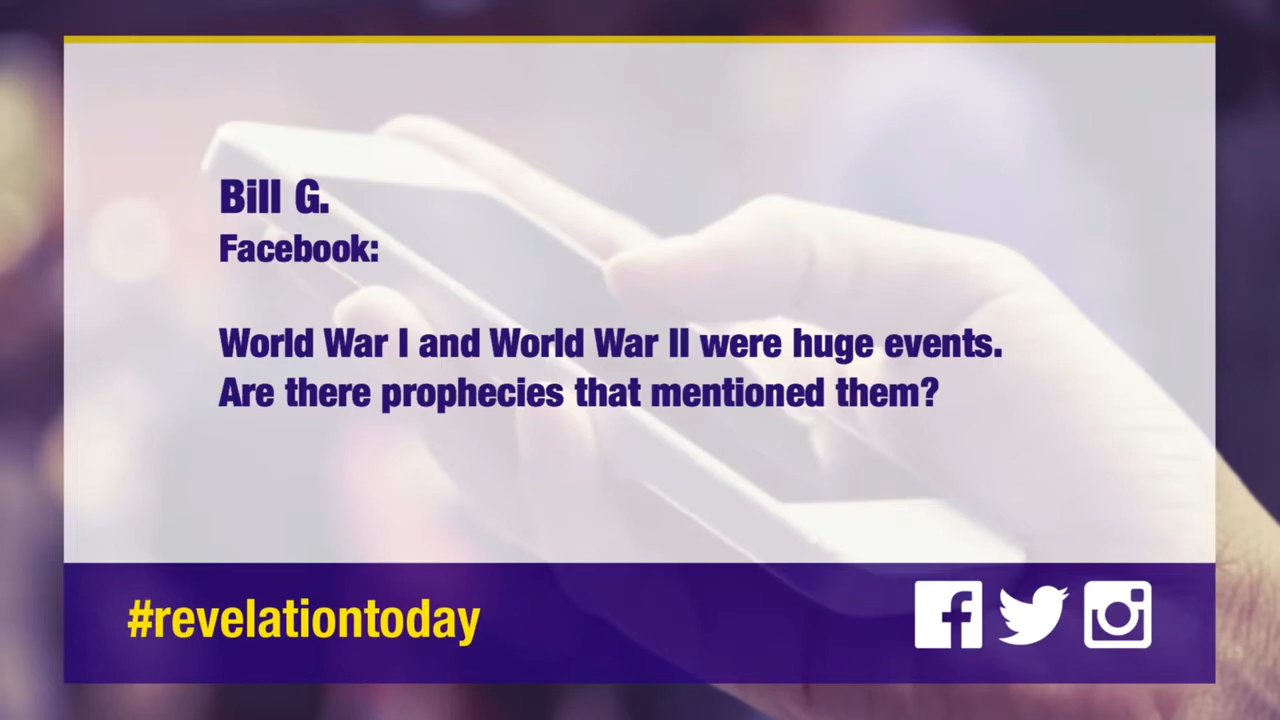 Bill G.
Facebook:
World War I and World War II were huge events.
Are there prophecies that mentioned them?
#revelationtoday